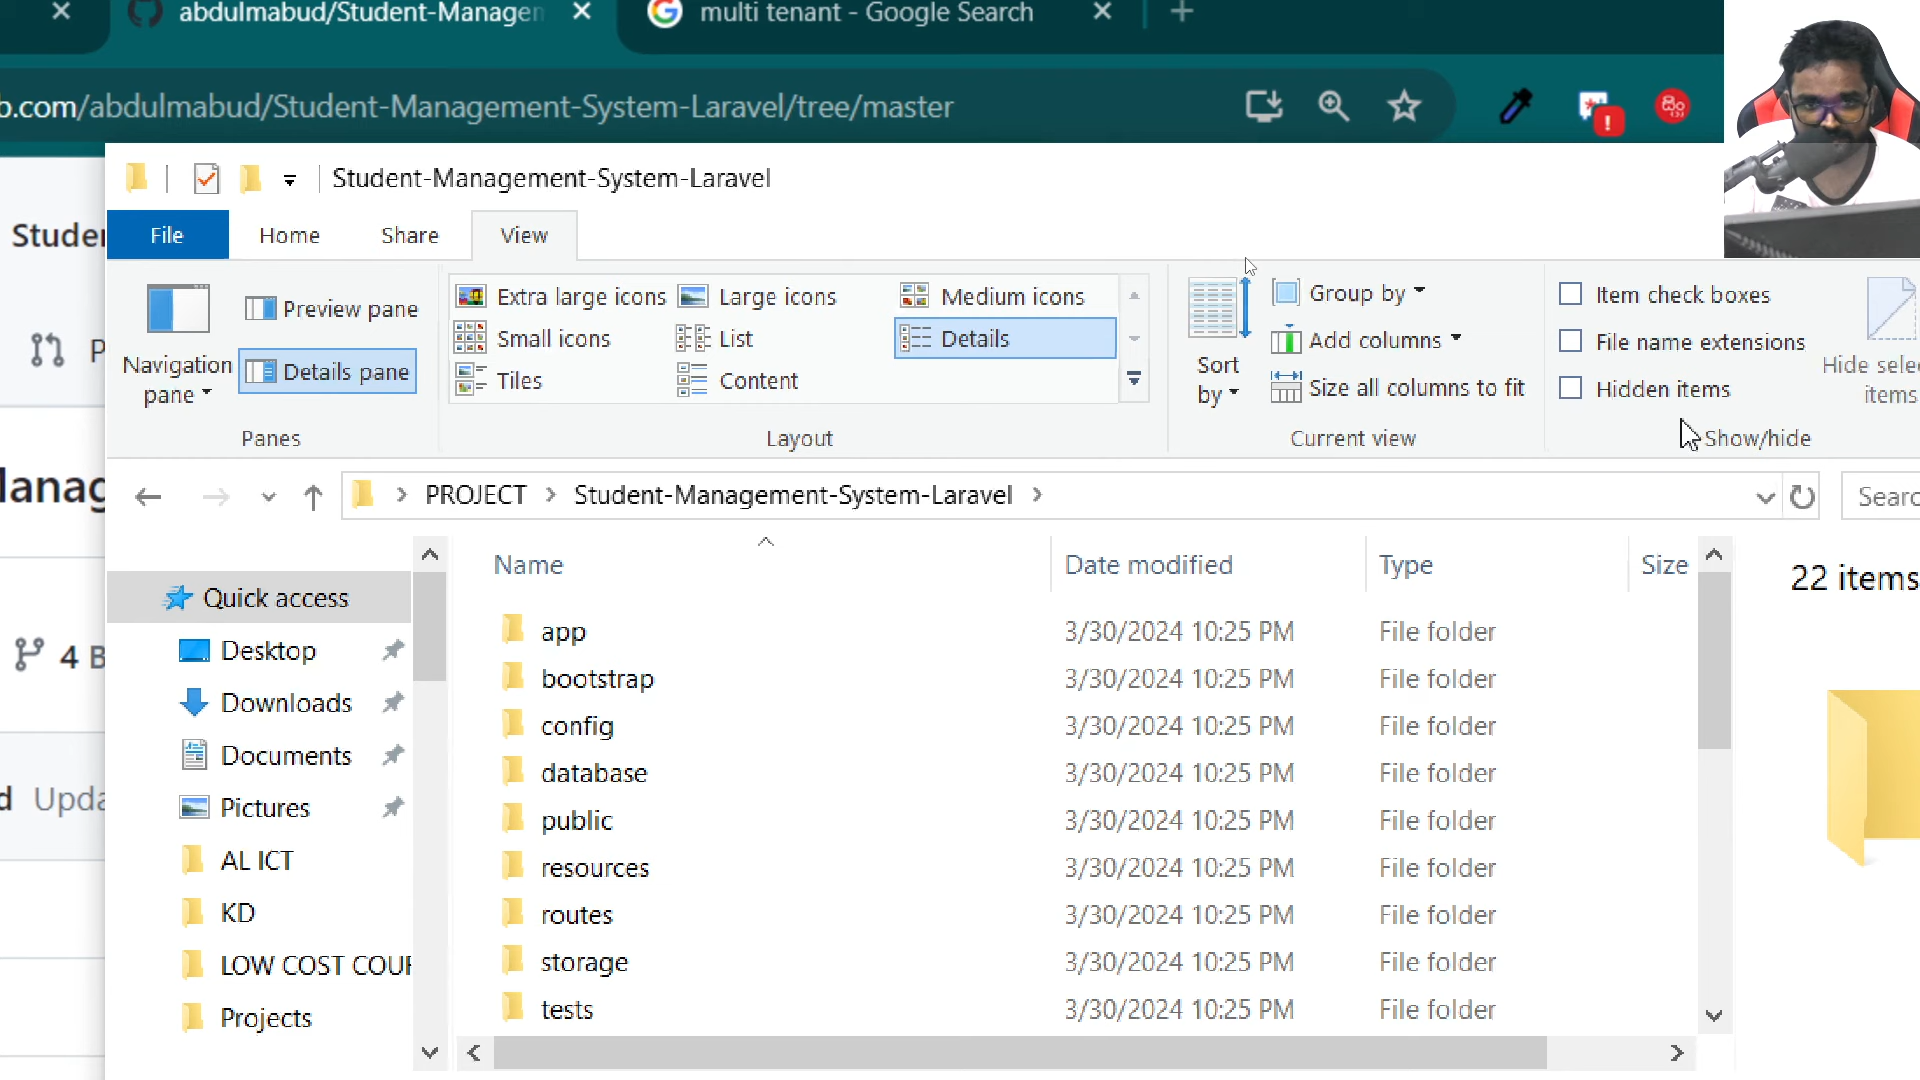 abdulmabud/Student-Managem
multi tenant - Google Search
b.com/abdulmabud/Student-Management-System-Laravel/tree/master
Student-Management-System-Laravel
File
Home
Share
View
Navigation pane
Preview pane
Details pane
Panes
Extra large icons
Large icons
Medium icons
Small icons
List
Details
Tiles
Content
Layout
Sort by
Group by
Add columns
Size all columns to fit
Current view
Item check boxes
File name extensions
Hidden items
Show/hide
Hide sele
items
PROJECT > Student-Management-System-Laravel >
Searc
Studer
P
lanag
4 B
d Upda
Quick access
Desktop
Downloads
Documents
Pictures
AL ICT
KD
LOW COST COUR
Projects
Name
Date modified
Type
Size
app 3/30/2024 10:25 PM File folder
bootstrap 3/30/2024 10:25 PM File folder
config 3/30/2024 10:25 PM File folder
database 3/30/2024 10:25 PM File folder
public 3/30/2024 10:25 PM File folder
resources 3/30/2024 10:25 PM File folder
routes 3/30/2024 10:25 PM File folder
storage 3/30/2024 10:25 PM File folder
tests 3/30/2024 10:25 PM File folder
22 items